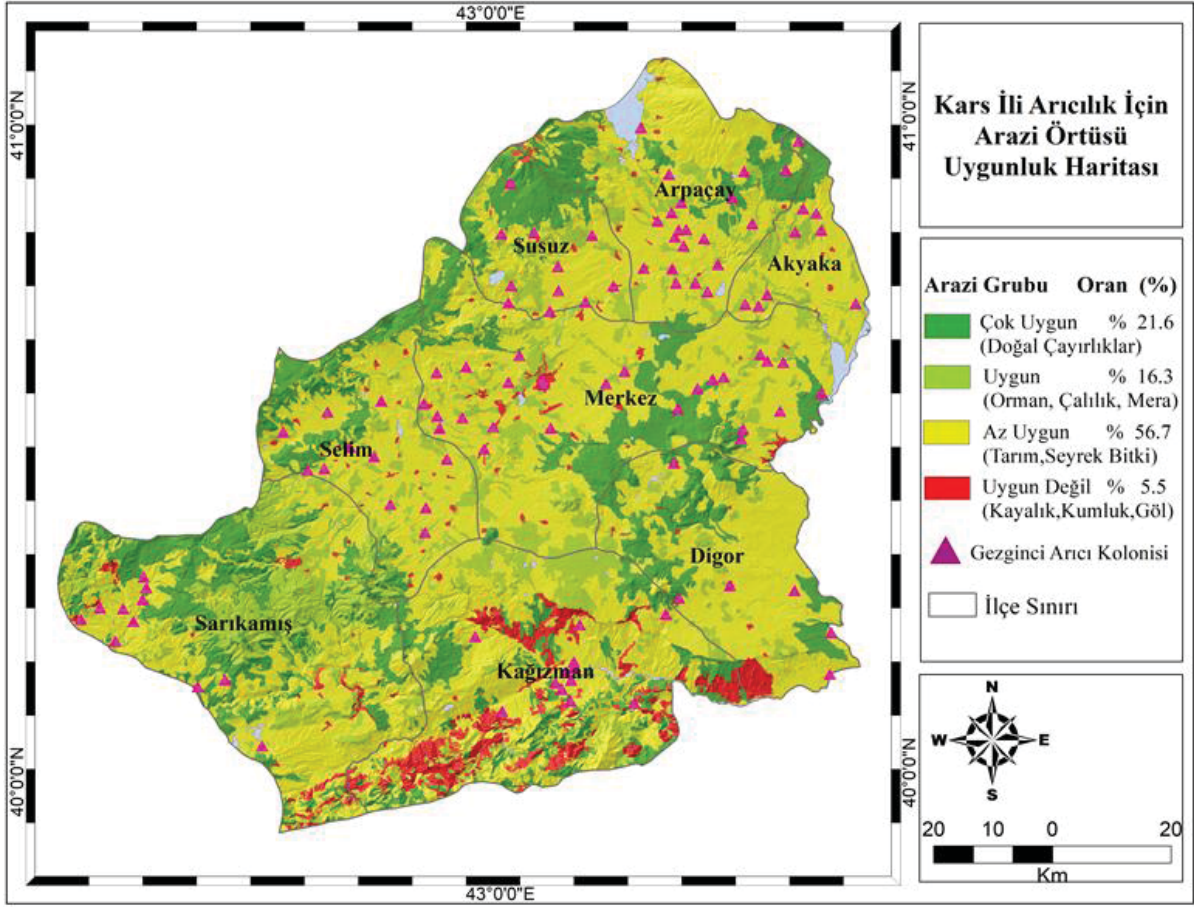 43°0'0"E
41°0'0"N
41°0'0"N
40°0'0"N
40°0'0"N
43°0'0"E
Arpaçay
Susuz
Akyaka
Merkez
Selim
Digor
Sarıkamış
Kağızman
Kars İli Arıcılık İçin
Arazi Örtüsü
Uygunluk Haritası
Arazi Grubu Oran (%)
Çok Uygun % 21.6
(Doğal Çayırlıklar)
Uygun % 16.3
(Orman, Çalılık, Mera)
Az Uygun % 56.7
(Tarım,Seyrek Bitki)
Uygun Değil % 5.5
(Kayalık,Kumluk,Göl)
Gezginci Arıcı Kolonisi
İlçe Sınırı
N
W E
S
20 10 0 20
Km